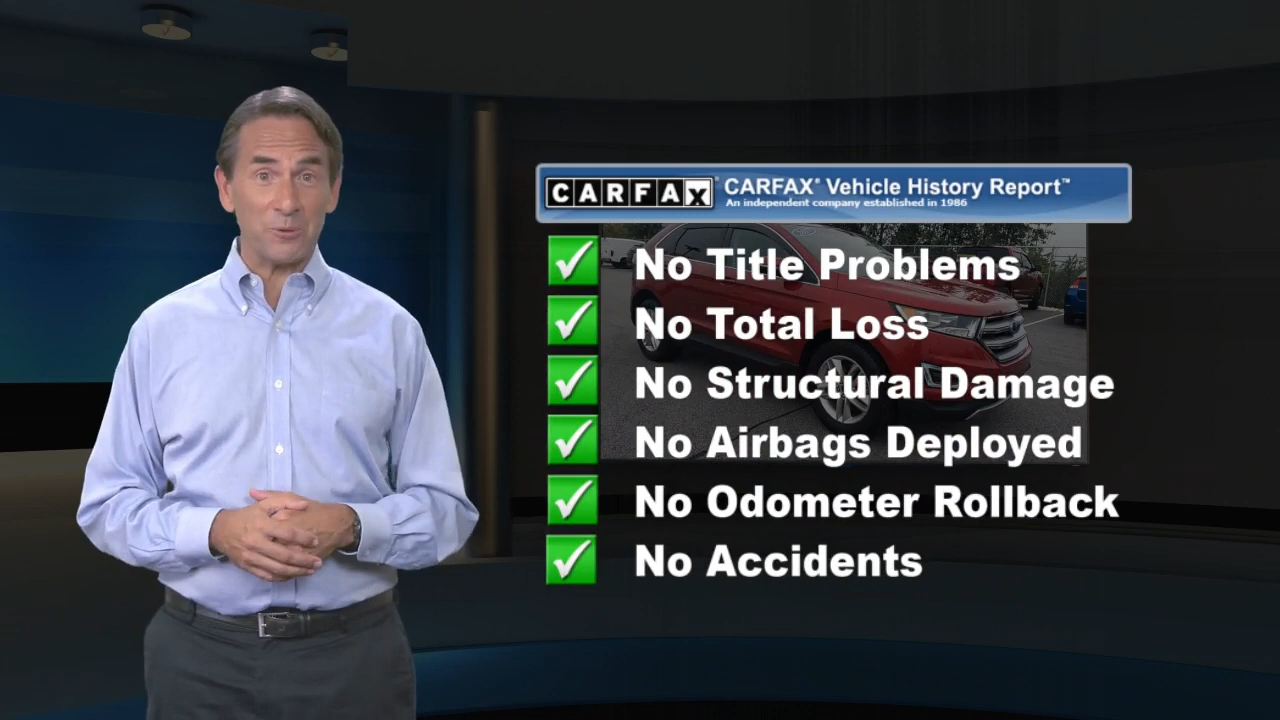 CARFAX® CARFAX® Vehicle History Report™
An independent company established in 1986
No Title Problems
No Total Loss
No Structural Damage
No Airbags Deployed
No Odometer Rollback
No Accidents